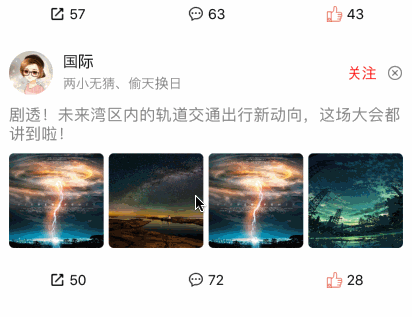 57 63 43
国际
两小无猜、偷天换日
关注
剧透！未来湾区内的轨道交通出行新动向，这场大会都
讲到啦！
50 72 28